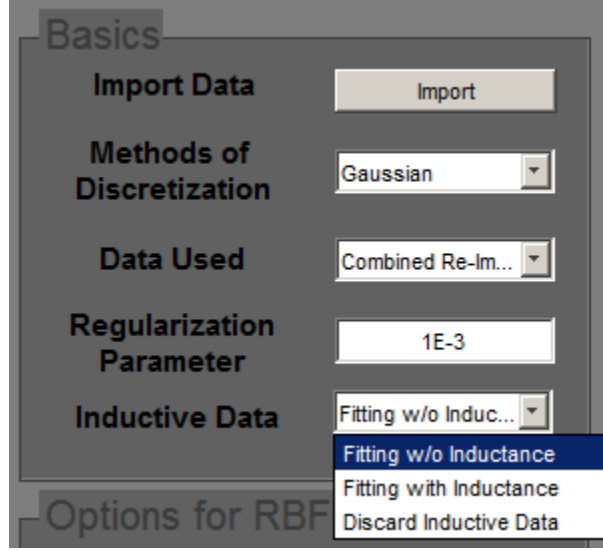 Basics
Import Data
Import
Methods of
Discretization
Gaussian
Data Used
Combined Re-Im...
Regularization
Parameter
1E-3
Inductive Data
Fitting w/o Induc...
Fitting w/o Inductance
Fitting with Inductance
Discard Inductive Data
Options for RBF